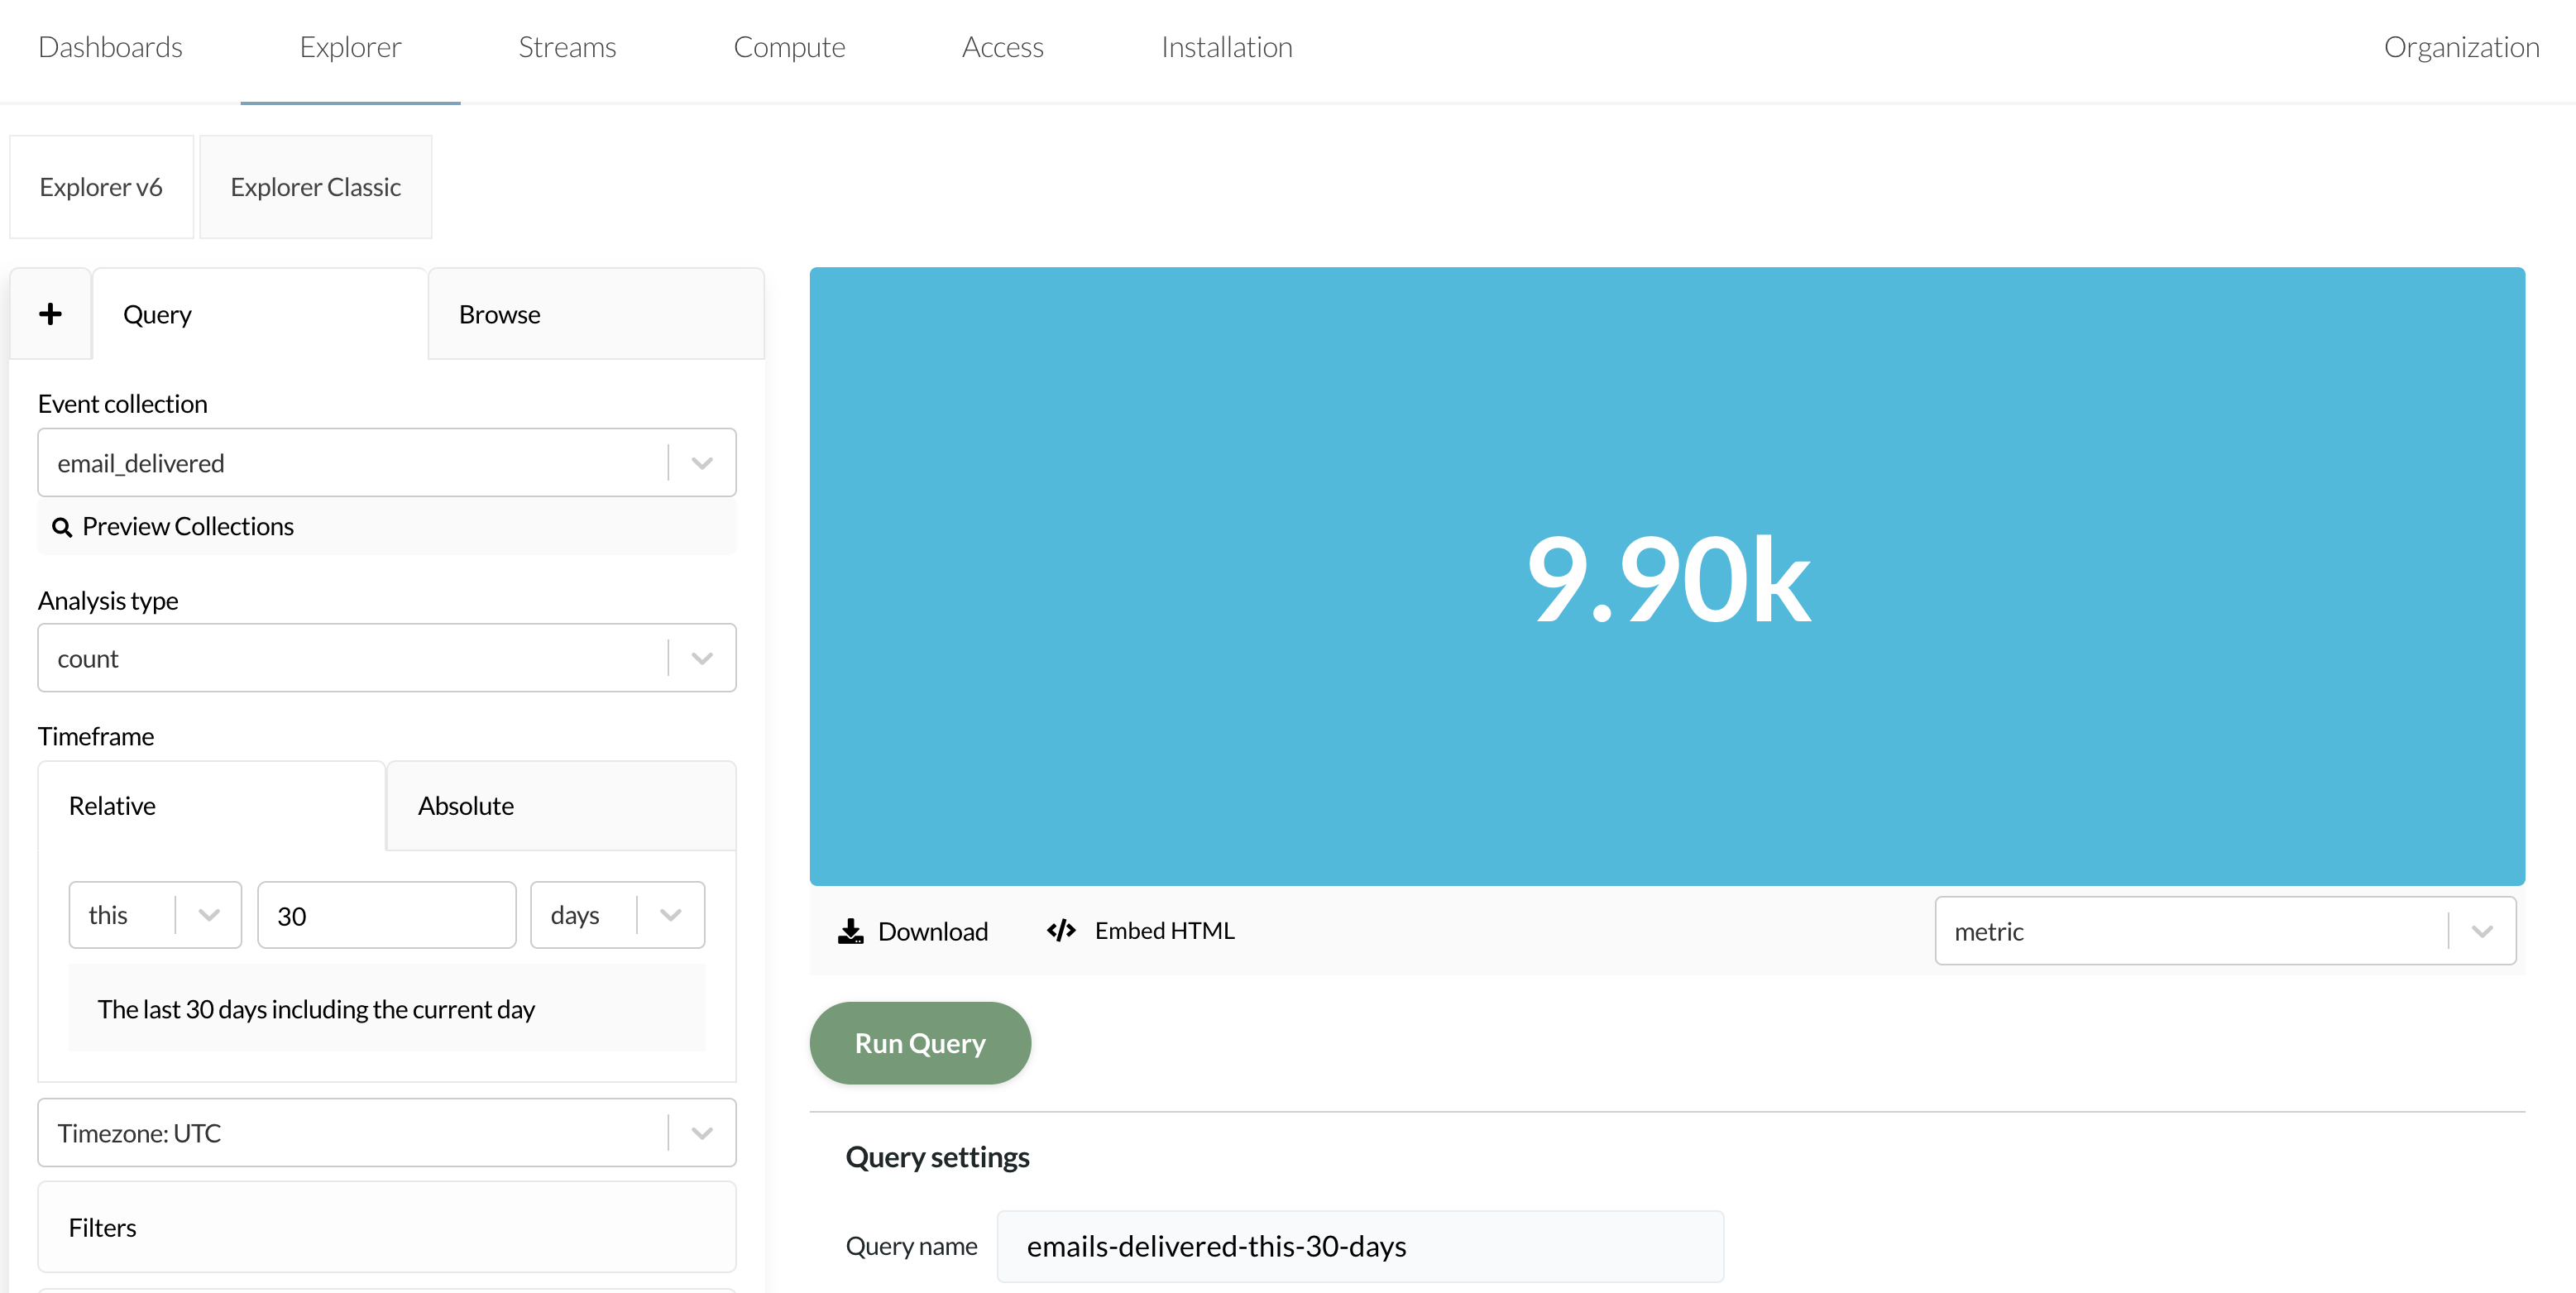 Dashboards Explorer Streams Compute Access Installation Organization
Explorer v6 Explorer Classic
Query Browse
Event collection
email_delivered
Preview Collections
Analysis type
count
Timeframe
Relative Absolute
this 30 days
The last 30 days including the current day
Timezone: UTC
Filters
9.90k
Download Embed HTML metric
Run Query
Query settings
Query name emails-delivered-this-30-days